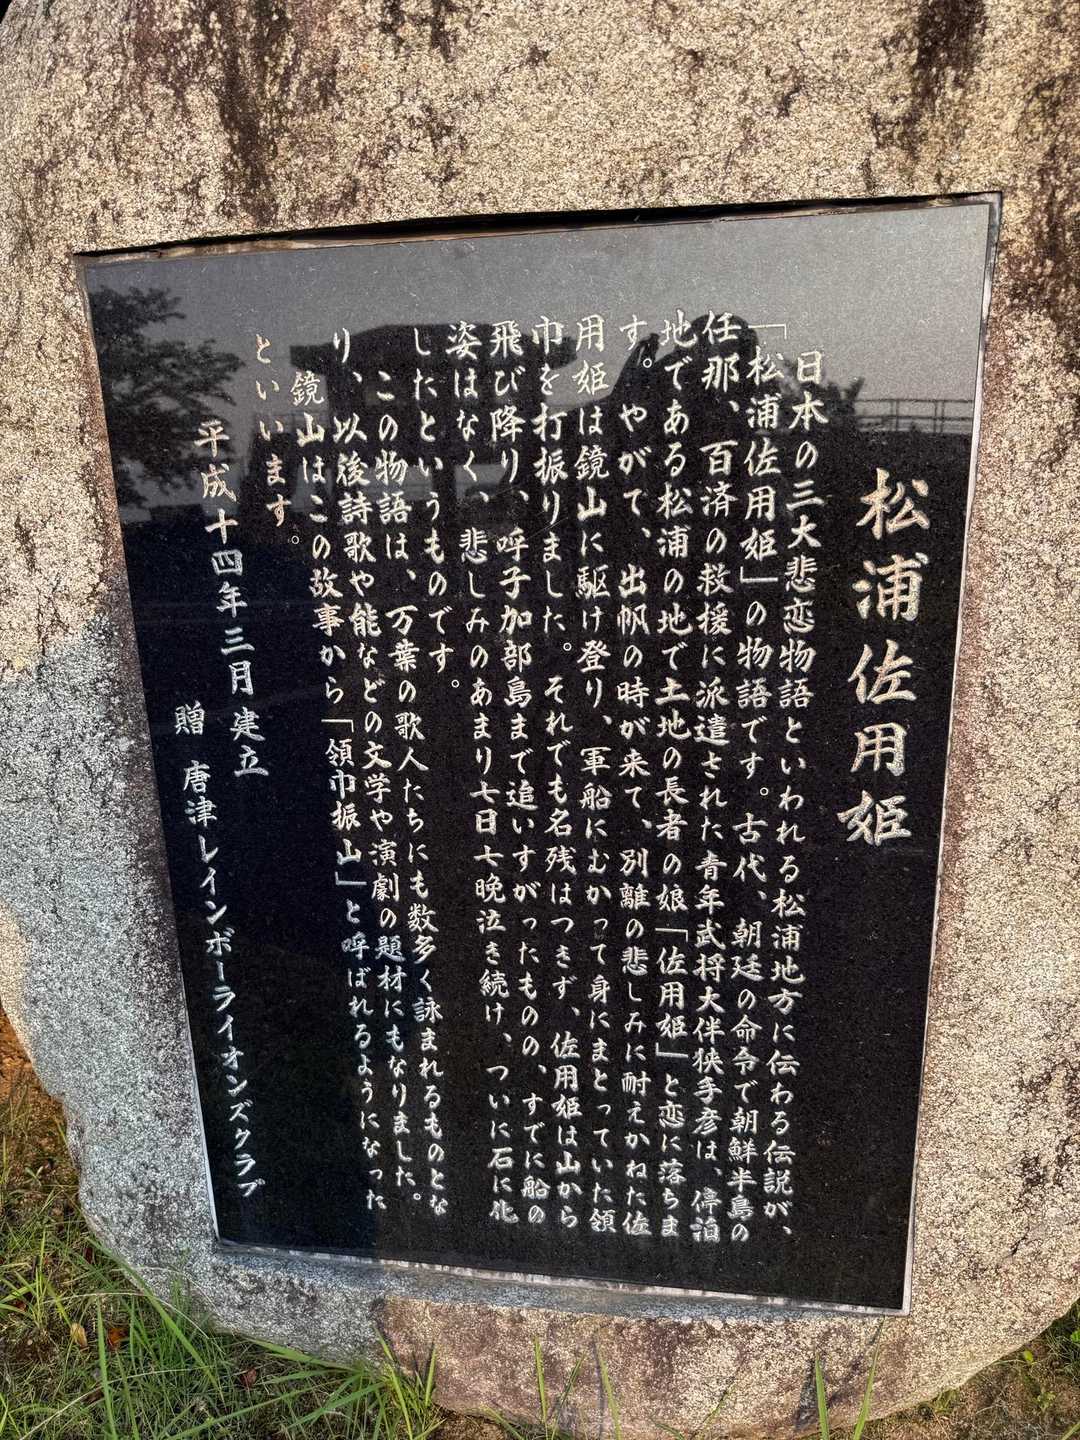 松浦佐用姫
日本の三大悲恋物語といわれる松浦地方に伝わる伝説が、
「松浦佐用姫」の物語です。古代、朝廷の命令で朝鮮半島の
任那、百済の救援に派遣された青年武将大伴狭手彦は、停泊
地である松浦の地で土地の長者の娘「佐用姫」と恋に落ちま
す。やがて、出帆の時が来て、別離の悲しみに耐えかねた佐
用姫は鏡山に駆け登り、軍船にむかって身にまとっていた領
巾を打振りました。それでも名残はつきず、佐用姫は山から
飛び降り、呼子加部島まで追いすがったものの、すでに船の
姿はなく、悲しみのあまり七日七晩泣き続け、ついに石に化
したというものです。
この物語は、万葉の歌人たちにも数多く詠まれるものとな
り、以後詩歌や能などの文学や演劇の題材にもなりました。
鏡山はこの故事から「領巾振山」と呼ばれるようになった
といいます。
平成十四年三月建立
贈 唐津レインボーライオンズクラブ